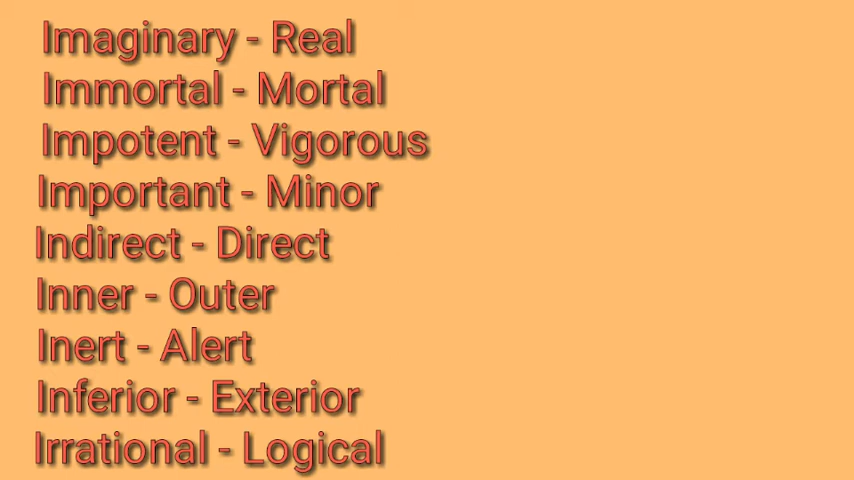 Imaginary - Real
Immortal - Mortal
Impotent - Vigorous
Important - Minor
Indirect - Direct
Inner - Outer
Inert - Alert
Inferior - Exterior
Irrational - Logical